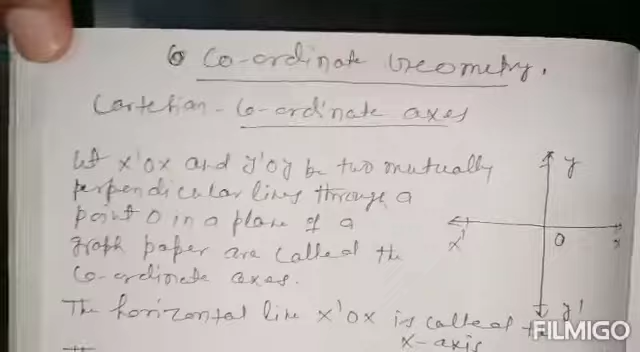 6 Co-ordinate Geometry.
Cartetian - Co-ordinate axes
Let x'ox and y'oy be two mutually
perpendicular lines through a
point O in a plane of a
graph paper are called the
Co-ordinate axes.
y
x'
O
x
y'
The horizontal line x'ox is called the
x-axis
FILMIGO